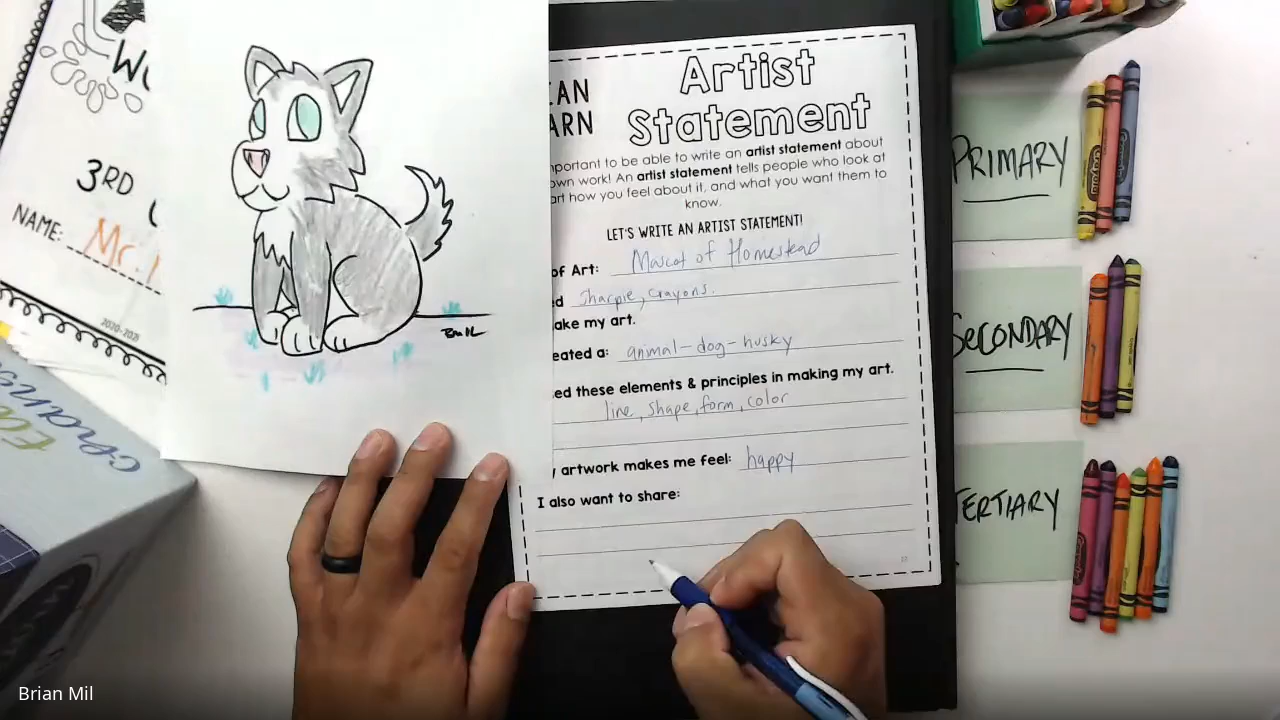 3RD
NAME: Mr.
2020-2021
EAN
ARN
Artist
Statement
mportant to be able to write an artist statement about
own work! An artist statement tells people who look at
art how you feel about it, and what you want them to
know.
LET'S WRITE AN ARTIST STATEMENT!
of Art: Mascot of Homestead
ed Sharpie, Crayons.
ake my art.
eated a: animal-dog-husky
ed these elements & principles in making my art.
line, shape, form, color
y artwork makes me feel: happy
I also want to share:
PRIMARY
SECONDARY
TERTIARY
Brian Mil